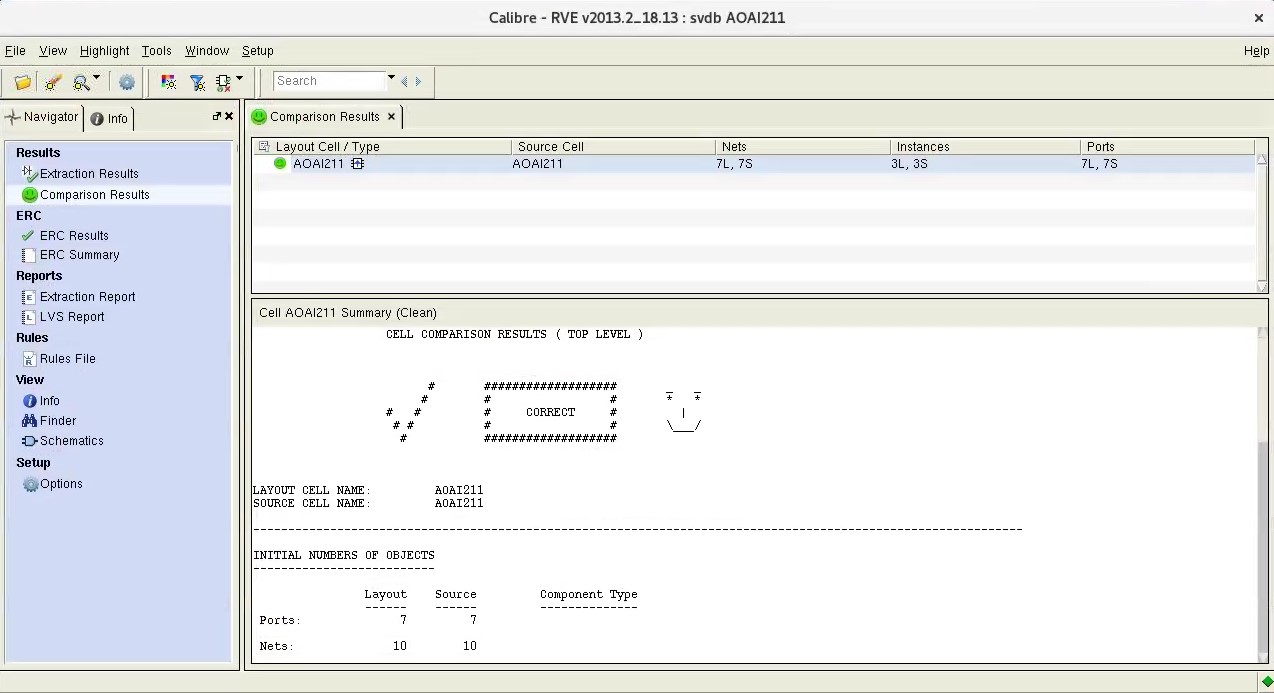 Calibre - RVE v2013.2_18.13 : svdb AOAI211
File View Highlight Tools Window Setup Help
Search
Navigator Info
Comparison Results
Results
Extraction Results
Comparison Results
ERC
ERC Results
ERC Summary
Reports
Extraction Report
LVS Report
Rules
Rules File
View
Info
Finder
Schematics
Setup
Options
Layout Cell / Type Source Cell Nets Instances Ports
AOAI211 AOAI211 7L, 7S 3L, 3S 7L, 7S
Cell AOAI211 Summary (Clean)
CELL COMPARISON RESULTS ( TOP LEVEL )
# ################### _ _
# # # * *
# # # CORRECT # |
# # # # \___/
# ###################
LAYOUT CELL NAME: AOAI211
SOURCE CELL NAME: AOAI211
--------------------------------------------------------------------------------------------------------------
INITIAL NUMBERS OF OBJECTS
--------------------------
Layout Source Component Type
------ ------ --------------
Ports: 7 7
Nets: 10 10